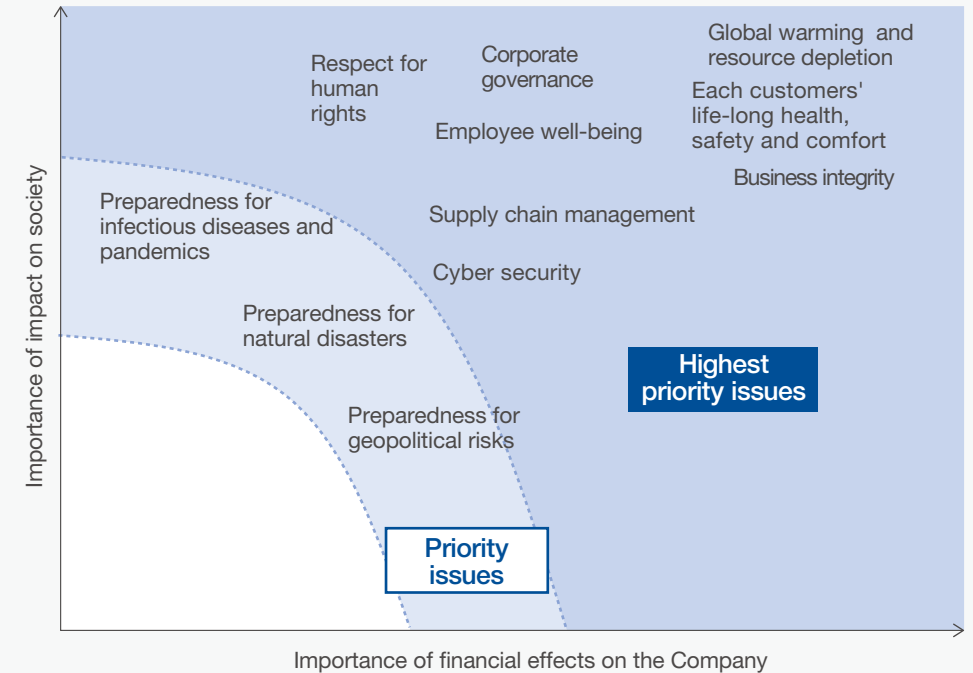 Global warming  and
resource depletion
Corporate
governance
Respect for
human
rights
Each customers'
life-long health,
safety and comfort
Employee well-being
Business integrity
Preparedness for
infectious diseases and
pandemics
Supply chain management
Cyber security
Preparedness for
natural disasters
Highest
priority issues
Preparedness for
geopolitical risks
Priority
issues
Importance of impact on society
Importance of financial effects on the Company